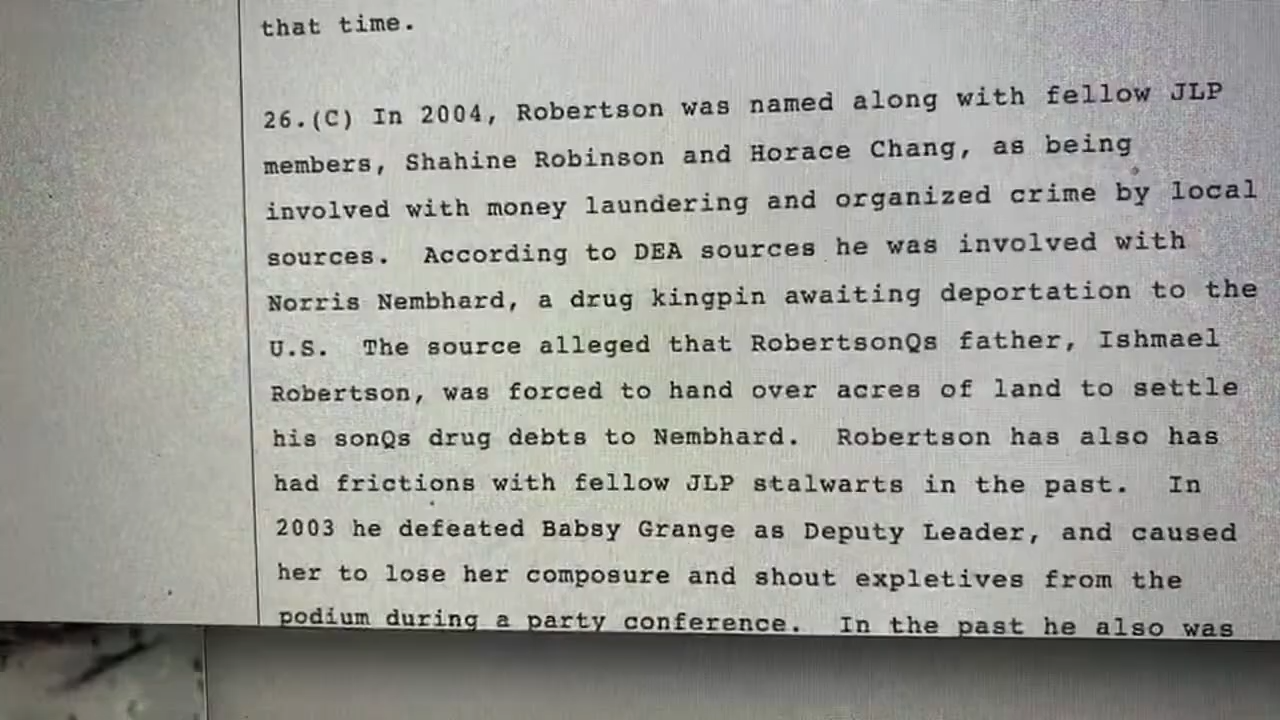 that time.
26.(C) In 2004, Robertson was named along with fellow JLP
members, Shahine Robinson and Horace Chang, as being
involved with money laundering and organized crime by local
sources.  According to DEA sources he was involved with
Norris Nembhard, a drug kingpin awaiting deportation to the
U.S.  The source alleged that RobertsonQs father, Ishmael
Robertson, was forced to hand over acres of land to settle
his sonQs drug debts to Nembhard.  Robertson has also has
had frictions with fellow JLP stalwarts in the past.  In
2003 he defeated Babsy Grange as Deputy Leader, and caused
her to lose her composure and shout expletives from the
podium during a party conference.  In the past he also was